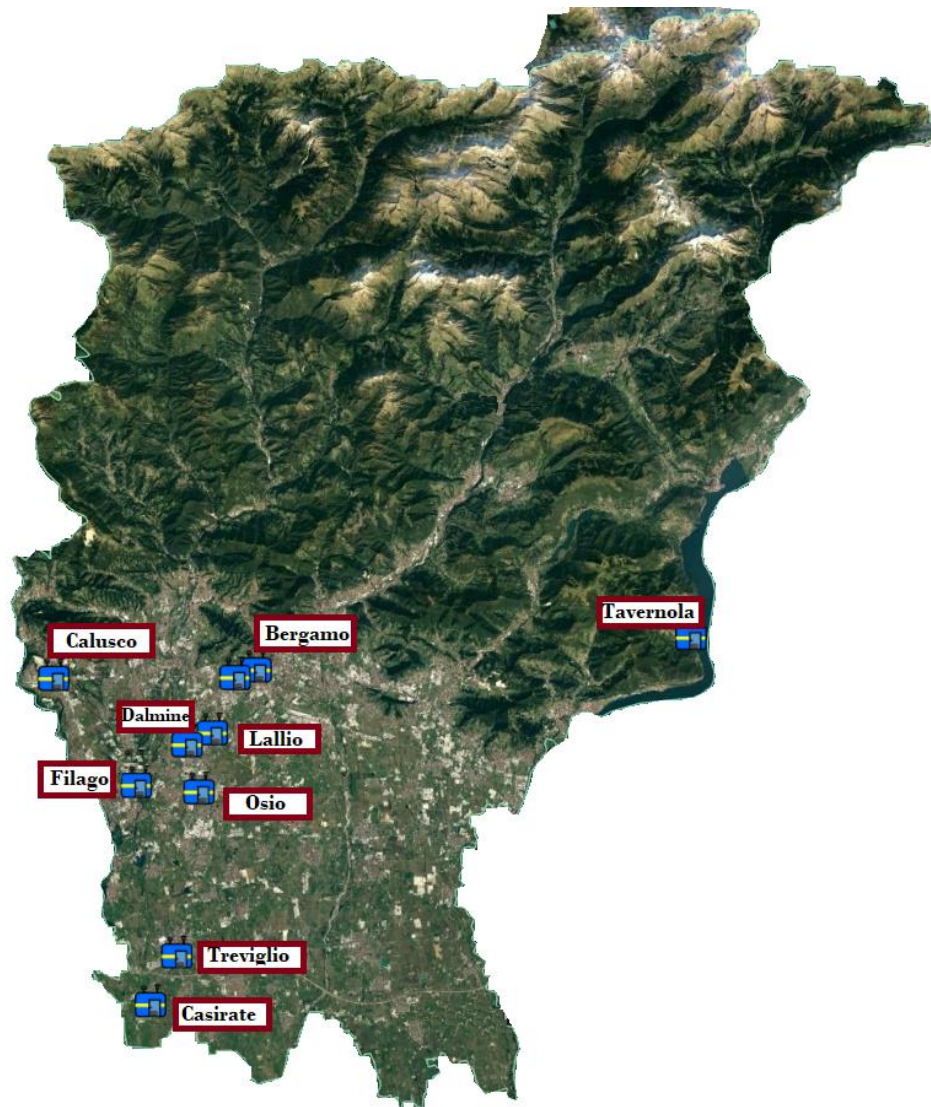 Tavernola
Bergamo
Calusco
Dalmine
Lallio
Filago
Osio
Treviglio
Casirate